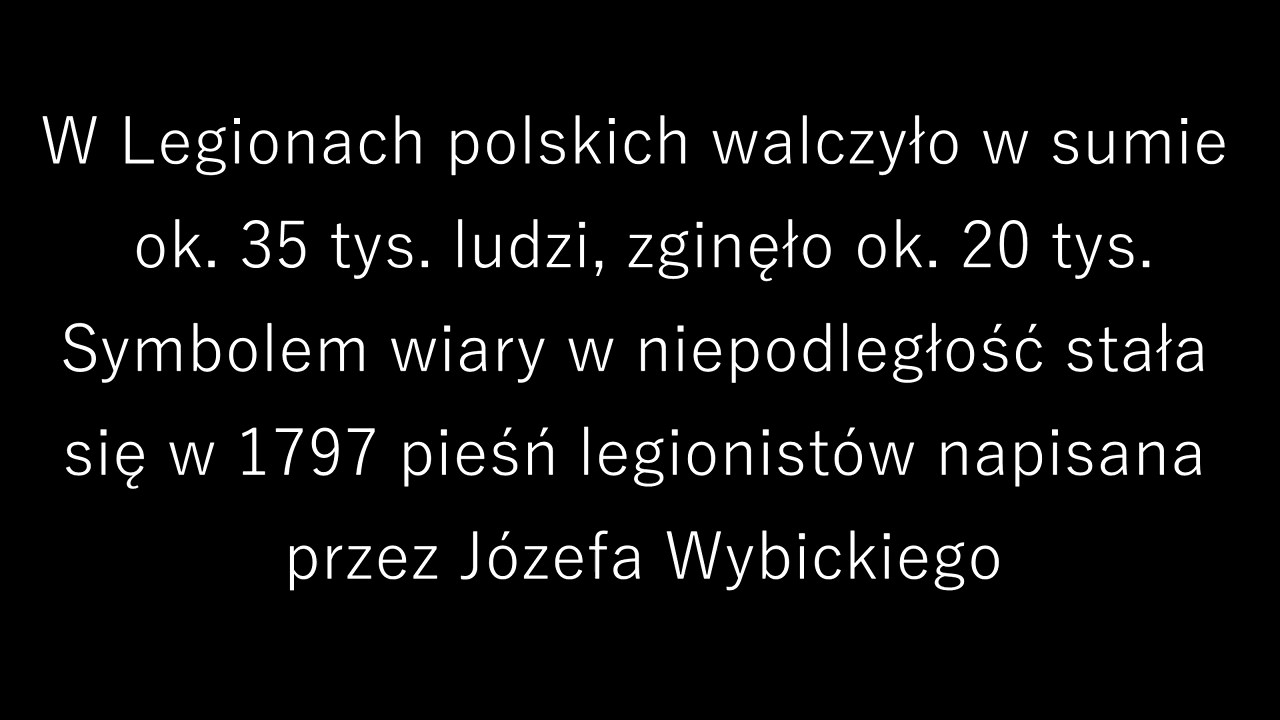 W Legionach polskich walczyło w sumie
ok. 35 tys. ludzi, zginęło ok. 20 tys.
Symbolem wiary w niepodległość stała
się w 1797 pieśń legionistów napisana
przez Józefa Wybickiego